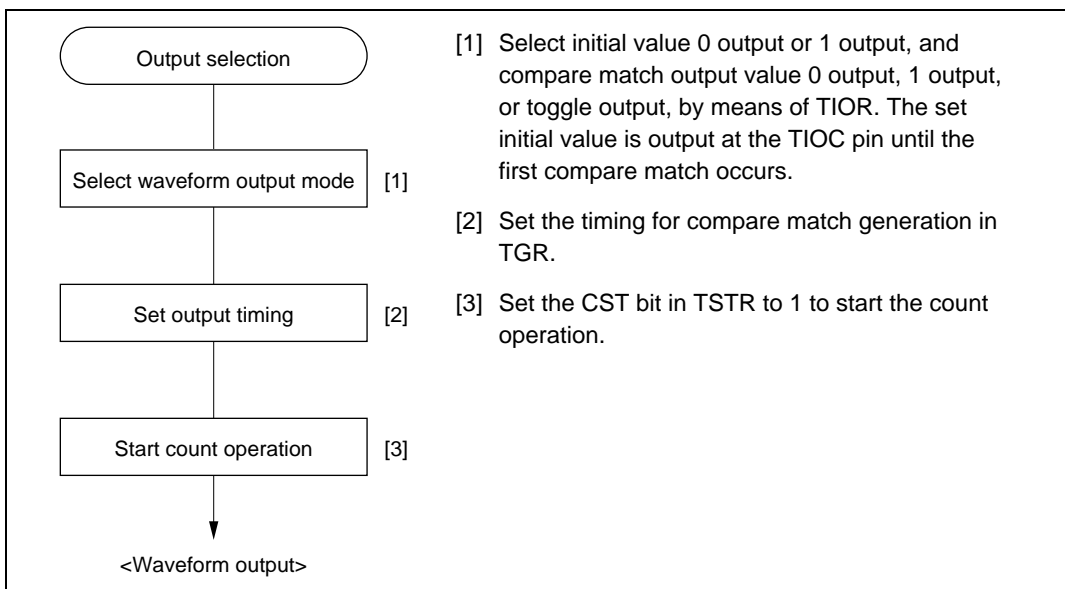 Output selection
Select waveform output mode [1]
Set output timing [2]
Start count operation [3]
<Waveform output>
[1] Select initial value 0 output or 1 output, and
compare match output value 0 output, 1 output,
or toggle output, by means of TIOR. The set
initial value is output at the TIOC pin until the
first compare match occurs.
[2] Set the timing for compare match generation in
TGR.
[3] Set the CST bit in TSTR to 1 to start the count
operation.